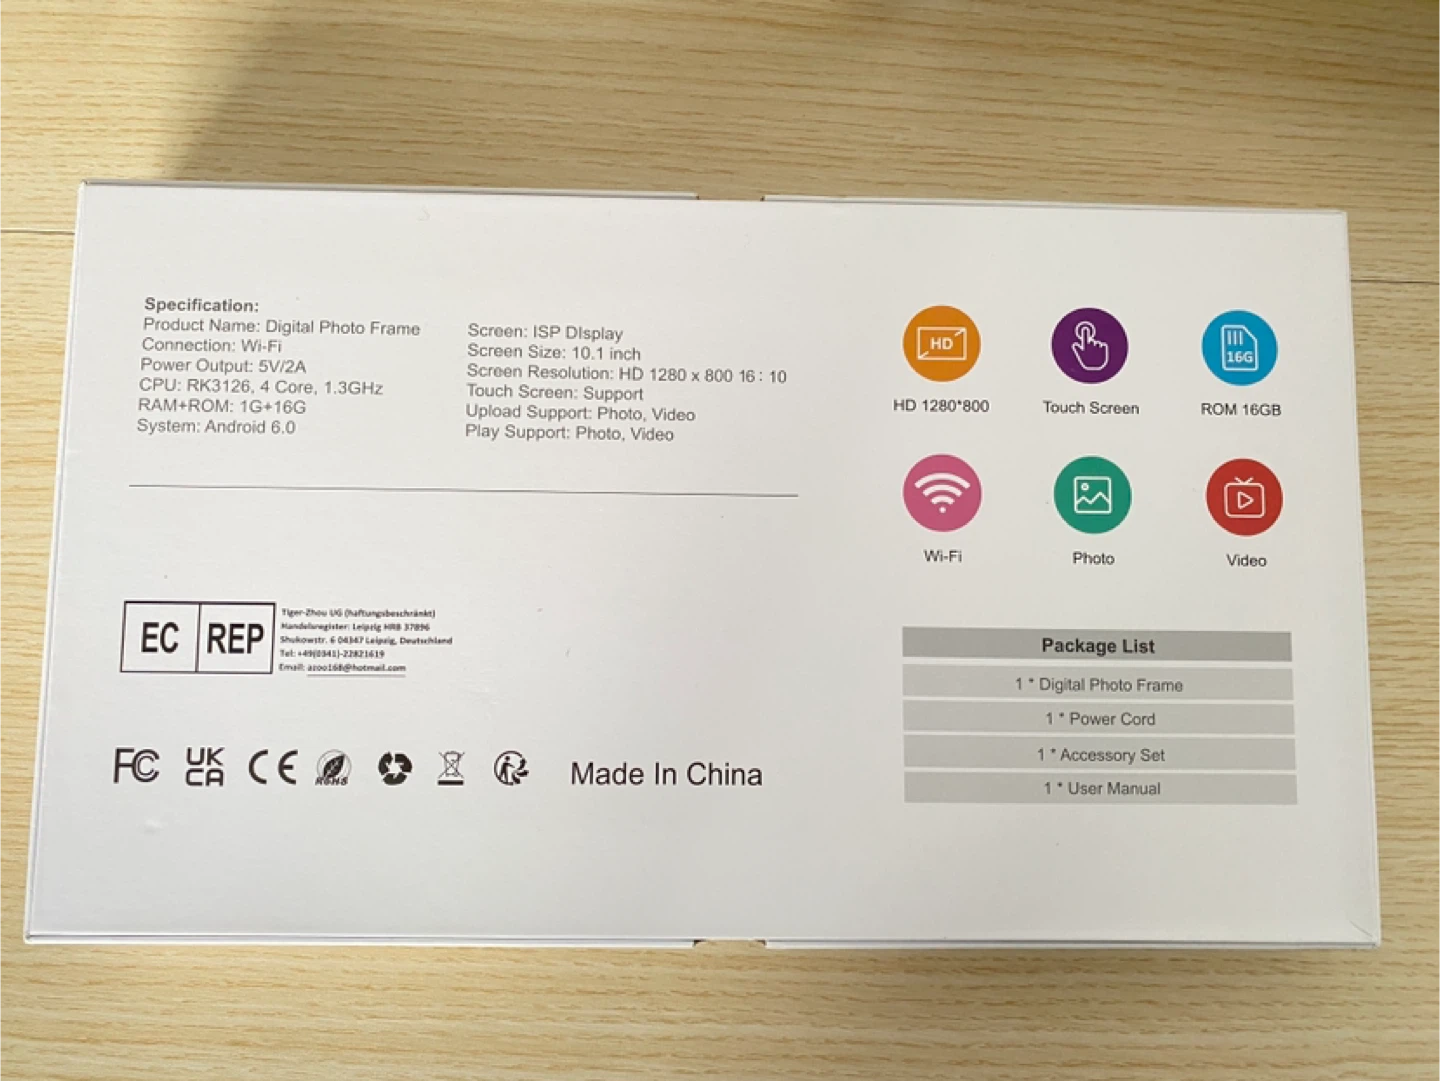 Specification:
Product Name: Digital Photo Frame
Connection: Wi-Fi
Power Output: 5V/2A
CPU: RK3126, 4 Core, 1.3GHz
RAM+ROM: 1G+16G
System: Android 6.0
Screen: ISP DIsplay
Screen Size: 10.1 inch
Screen Resolution: HD 1280 x 800 16 : 10
Touch Screen: Support
Upload Support: Photo, Video
Play Support: Photo, Video
HD
HD 1280*800
Touch Screen
16G
ROM 16GB
Wi-Fi
Photo
Video
EC REP
Tiger-Zhou UG (haftungsbeschränkt)
Handelsregister: Leipzig HRB 37896
Shukowstr. 6 04347 Leipzig, Deutschland
Tel: +49(0341)-22821619
Email: azoo168@hotmail.com
FC UK CA CE RoHS Made In China
Package List
1 * Digital Photo Frame
1 * Power Cord
1 * Accessory Set
1 * User Manual